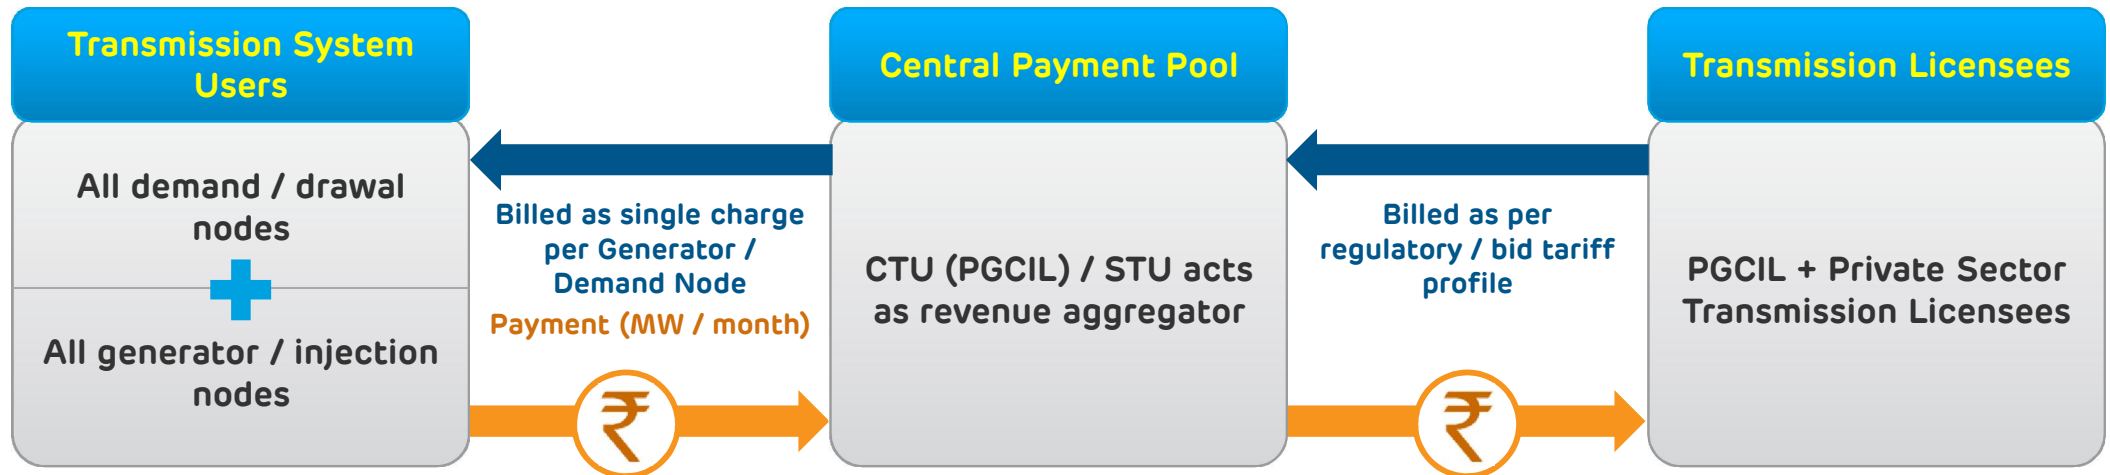 Transmission System
Users
All demand / drawal
nodes
All generator / injection
nodes
Billed as single charge
per Generator /
Demand Node
Payment (MW / month)
₹
Central Payment Pool
CTU (PGCIL) / STU acts
as revenue aggregator
Billed as per
regulatory / bid tariff
profile
₹
Transmission Licensees
PGCIL + Private Sector
Transmission Licensees